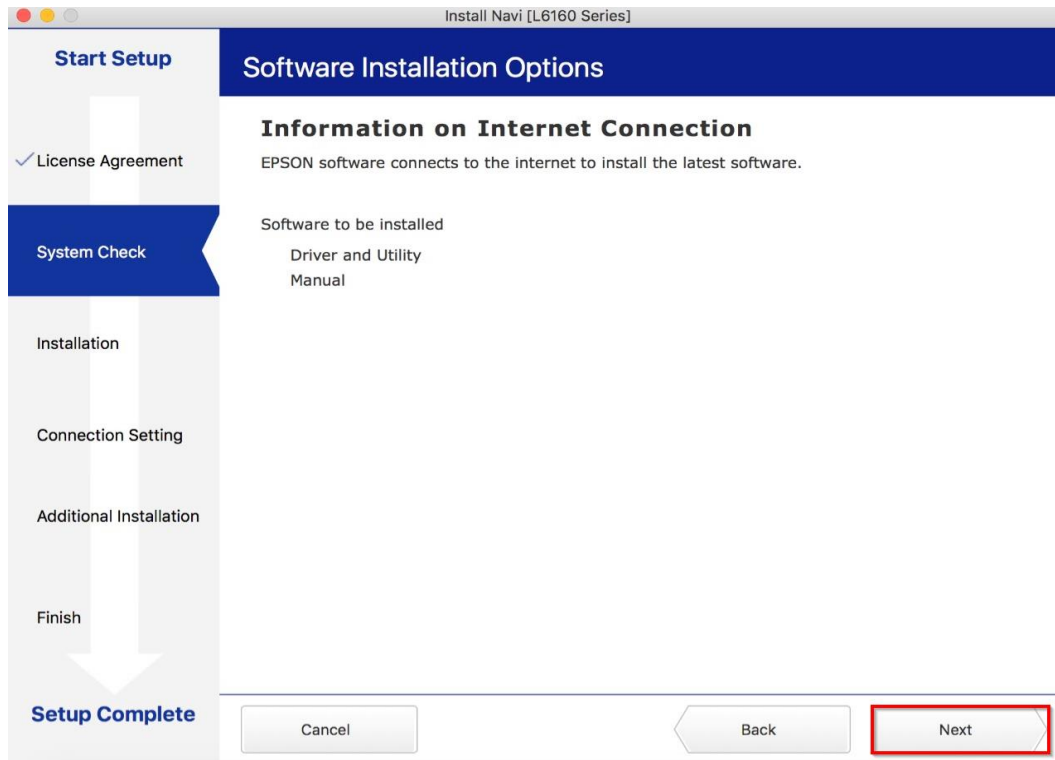 Install Navi [L6160 Series]
Start Setup
License Agreement
System Check
Installation
Connection Setting
Additional Installation
Finish
Setup Complete
Software Installation Options
Information on Internet Connection
EPSON software connects to the internet to install the latest software.
Software to be installed
Driver and Utility
Manual
Cancel
Back
Next